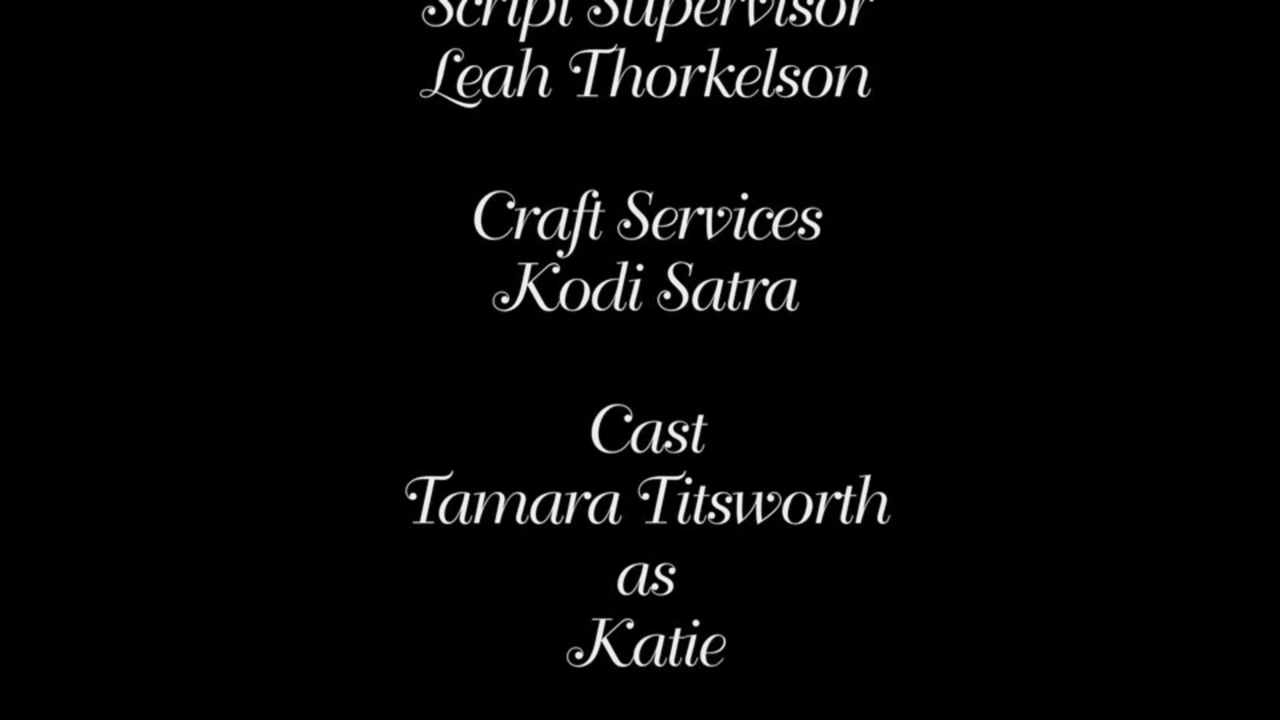 Script Supervisor
Leah Thorkelson
Craft Services
Kodi Satra
Cast
Tamara Titsworth
as
Katie